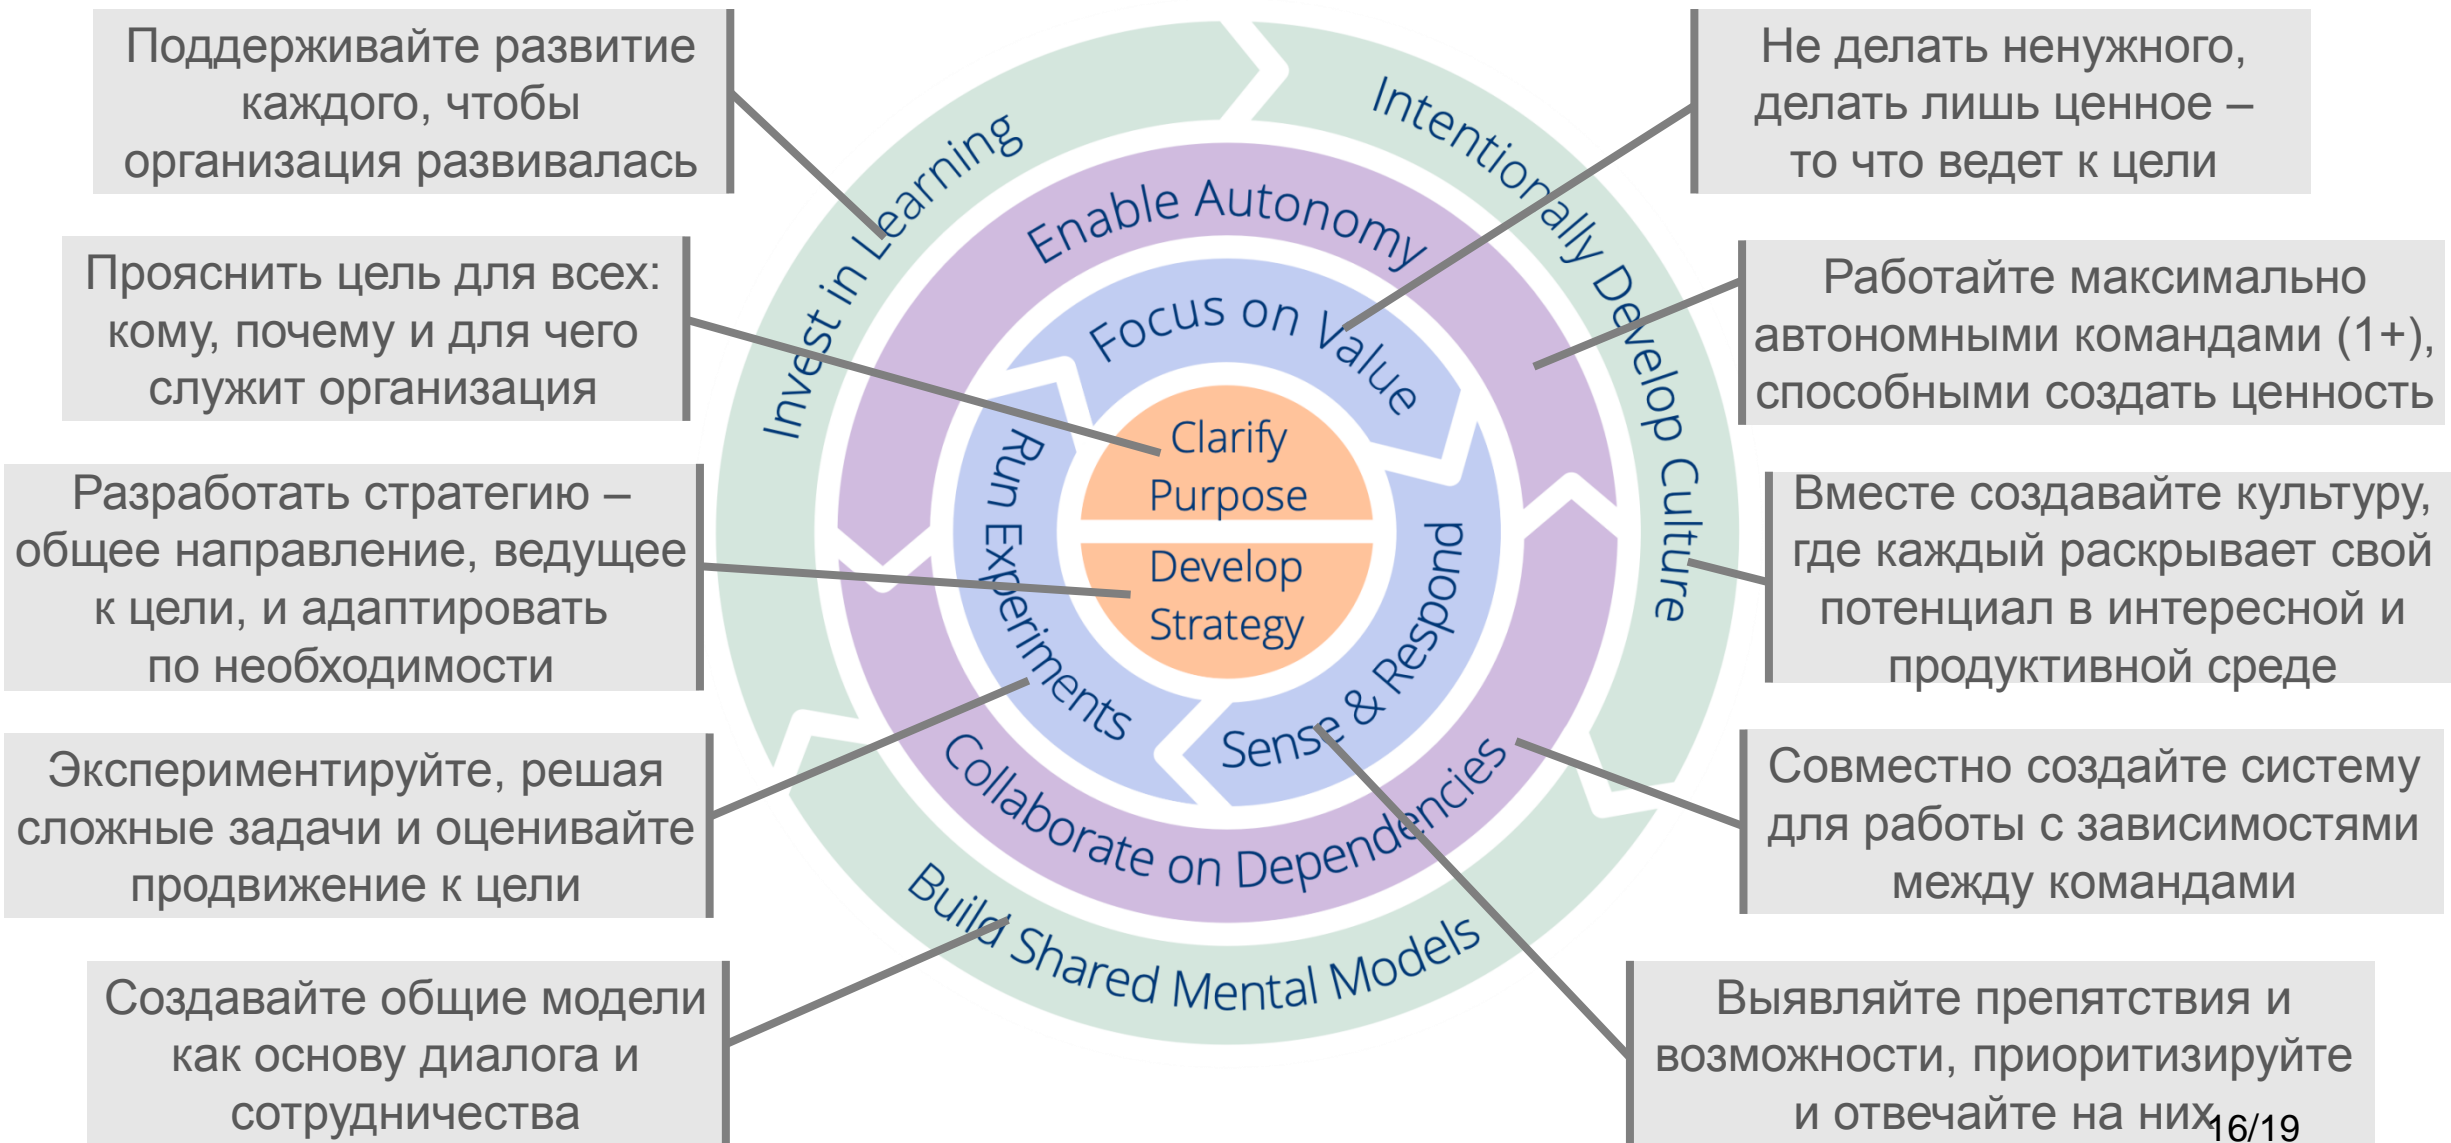 Поддерживайте развитие
каждого, чтобы
организация развивалась
Прояснить цель для всех:
кому, почему и для чего
служит организация
Разработать стратегию –
общее направление, ведущее
к цели, и адаптировать
по необходимости
Экспериментируйте, решая
сложные задачи и оценивайте
продвижение к цели
Создавайте общие модели
как основу диалога и
сотрудничества
Invest in Learning
Intentionally Develop Culture
Build Shared Mental Models
Enable Autonomy
Collaborate on Dependencies
Focus on Value
Sense & Respond
Run Experiments
Clarify
Purpose
Develop
Strategy
Не делать ненужного,
делать лишь ценное –
то что ведет к цели
Работайте максимально
автономными командами (1+),
способными создать ценность
Вместе создавайте культуру,
где каждый раскрывает свой
потенциал в интересной и
продуктивной среде
Совместно создайте систему
для работы с зависимостями
между командами
Выявляйте препятствия и
возможности, приоритизируйте
и отвечайте на них
16/19